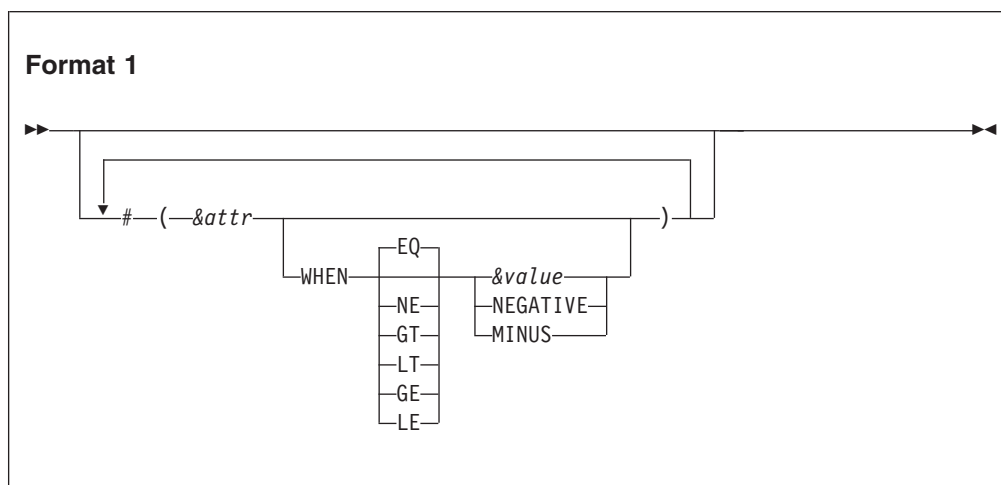 Format 1
# ( &attr )
EQ
WHEN &value
NE NEGATIVE
GT MINUS
LT
GE
LE